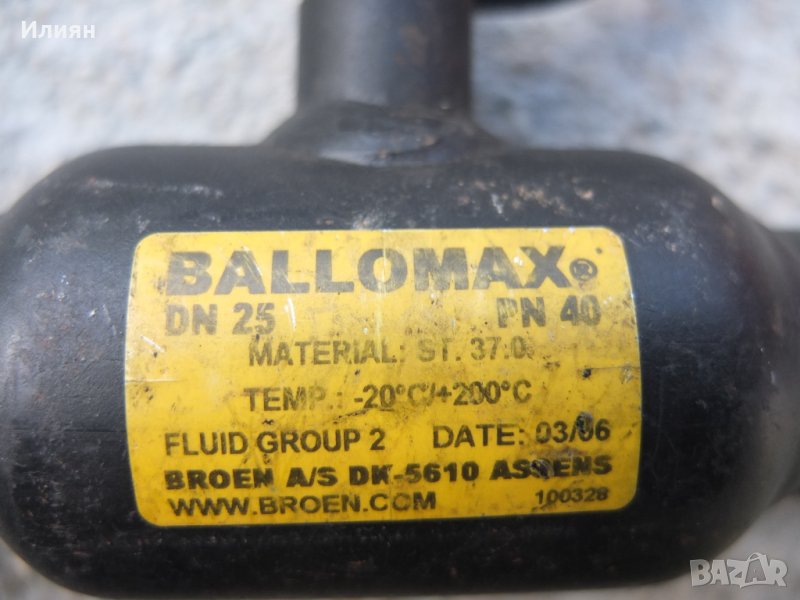 Илиян
BALLOMAX®
DN 25 PN 40
MATERIAL: ST. 37.0
TEMP.: -20°C/+200°C
FLUID GROUP 2 DATE: 03/06
BROEN A/S DK-5610 ASSENS
WWW.BROEN.COM 100328
BAZAR